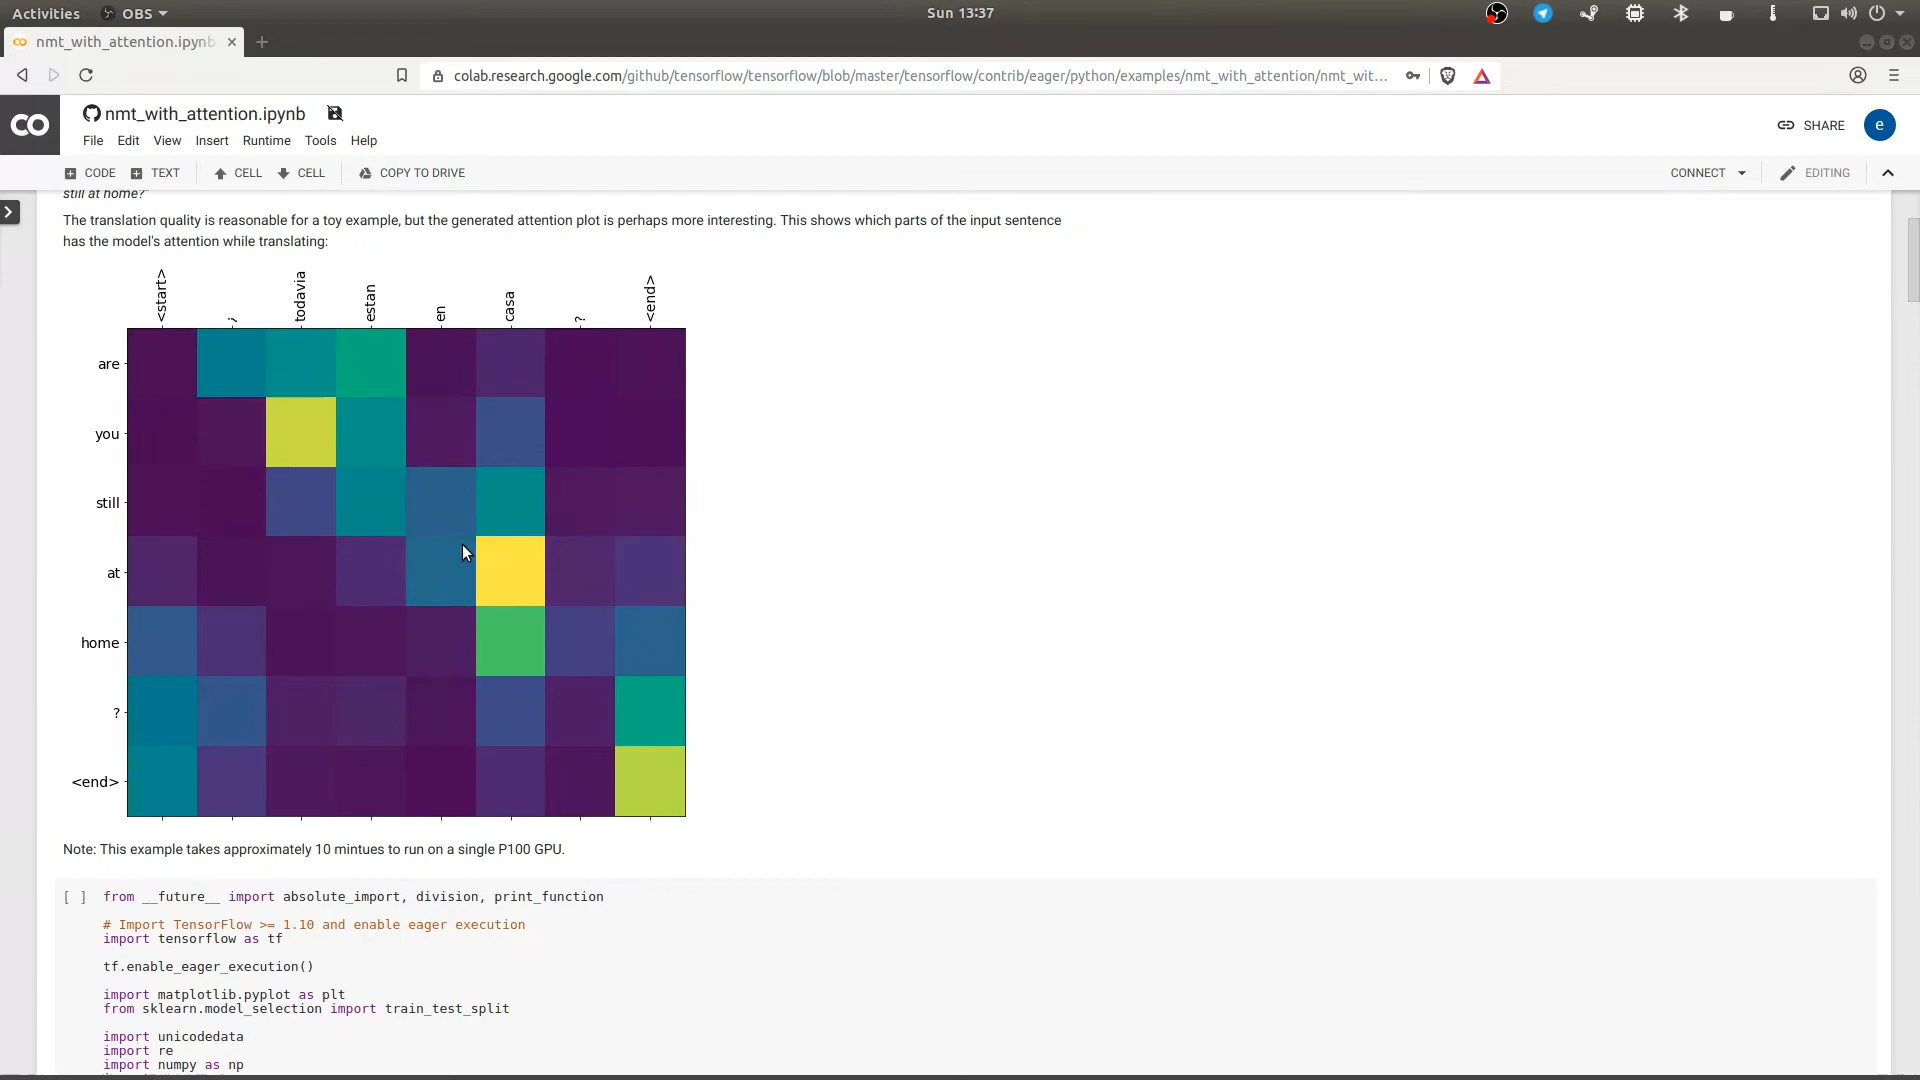 Activities OBS Sun 13:37
nmt_with_attention.ipynb
colab.research.google.com/github/tensorflow/tensorflow/blob/master/tensorflow/contrib/eager/python/examples/nmt_with_attention/nmt_wit...
CO nmt_with_attention.ipynb
SHARE e
File Edit View Insert Runtime Tools Help
CODE TEXT CELL CELL COPY TO DRIVE CONNECT EDITING
still at home?"
The translation quality is reasonable for a toy example, but the generated attention plot is perhaps more interesting. This shows which parts of the input sentence
has the model's attention while translating:
<start> ¿ todavia estan en casa ? <end>
are
you
still
at
home
?
<end>
Note: This example takes approximately 10 mintues to run on a single P100 GPU.
[ ] from __future__ import absolute_import, division, print_function
# Import TensorFlow >= 1.10 and enable eager execution
import tensorflow as tf
tf.enable_eager_execution()
import matplotlib.pyplot as plt
from sklearn.model_selection import train_test_split
import unicodedata
import re
import numpy as np